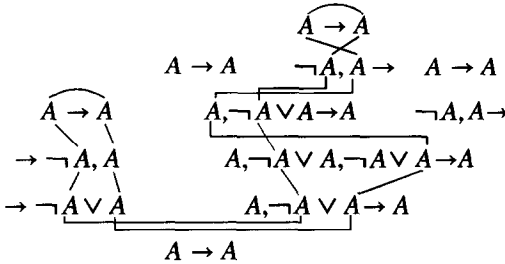 A → A
A → A ¬A, A → A → A
A → A A, ¬A ∨ A → A ¬A, A →
→ ¬A, A A, ¬A ∨ A, ¬A ∨ A → A
→ ¬A ∨ A A, ¬A ∨ A → A
A → A